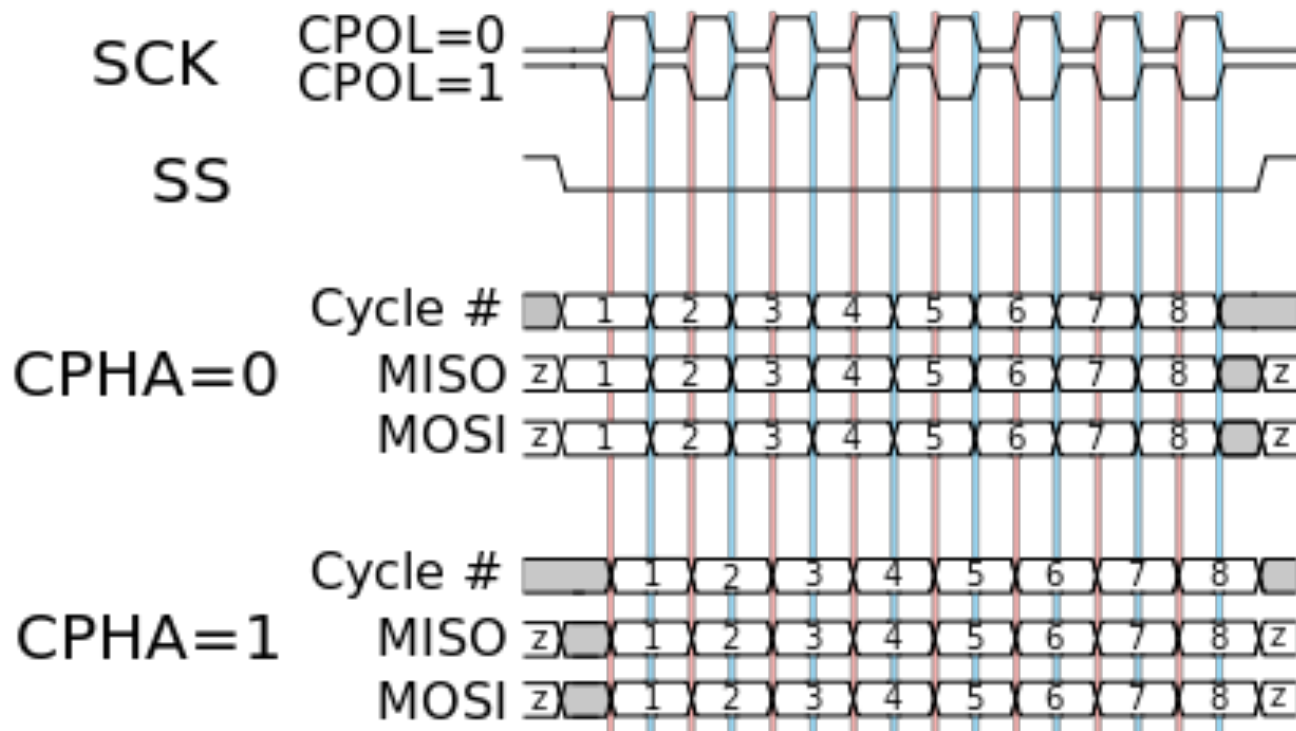 SCK CPOL=0
CPOL=1
SS
Cycle # 1 2 3 4 5 6 7 8
CPHA=0 MISO z 1 2 3 4 5 6 7 8 z
MOSI z 1 2 3 4 5 6 7 8 z
Cycle # 1 2 3 4 5 6 7 8
CPHA=1 MISO z 1 2 3 4 5 6 7 8 z
MOSI z 1 2 3 4 5 6 7 8 z